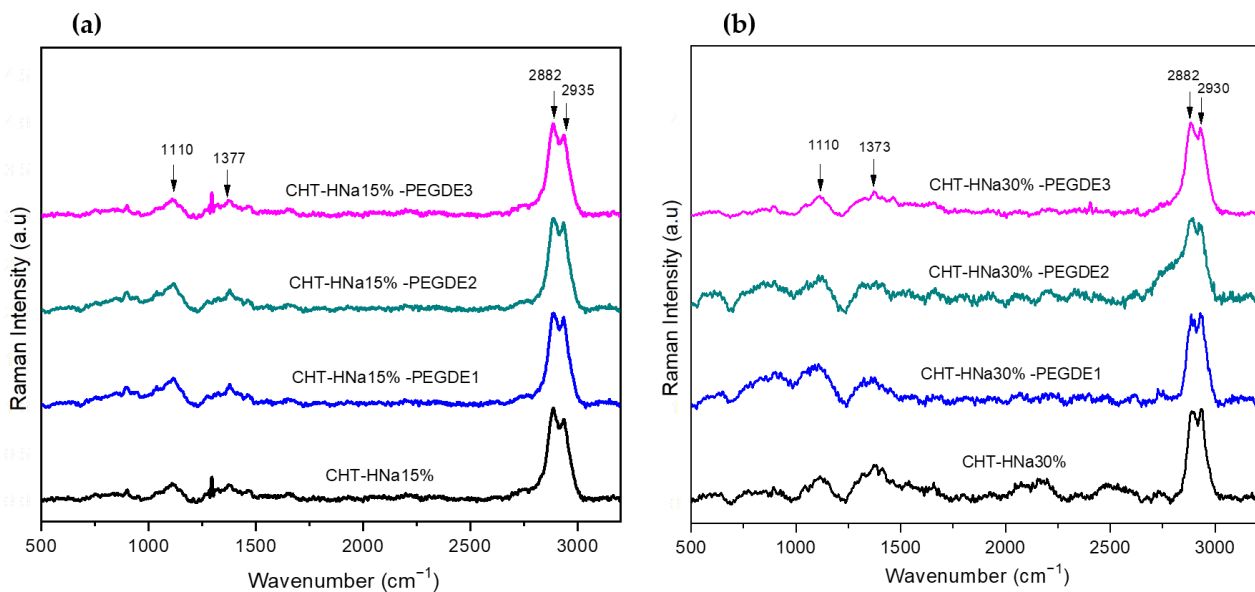 (a)
2882
2935
1110
1377
CHT-HNa15% -PEGDE3
CHT-HNa15% -PEGDE2
CHT-HNa15% -PEGDE1
CHT-HNa15%
Raman Intensity (a.u)
500 1000 1500 2000 2500 3000
Wavenumber (cm⁻¹)
(b)
2882
2930
1110
1373
CHT-HNa30% -PEGDE3
CHT-HNa30% -PEGDE2
CHT-HNa30% -PEGDE1
CHT-HNa30%
Raman Intensity (a.u)
500 1000 1500 2000 2500 3000
Wavenumber (cm⁻¹)